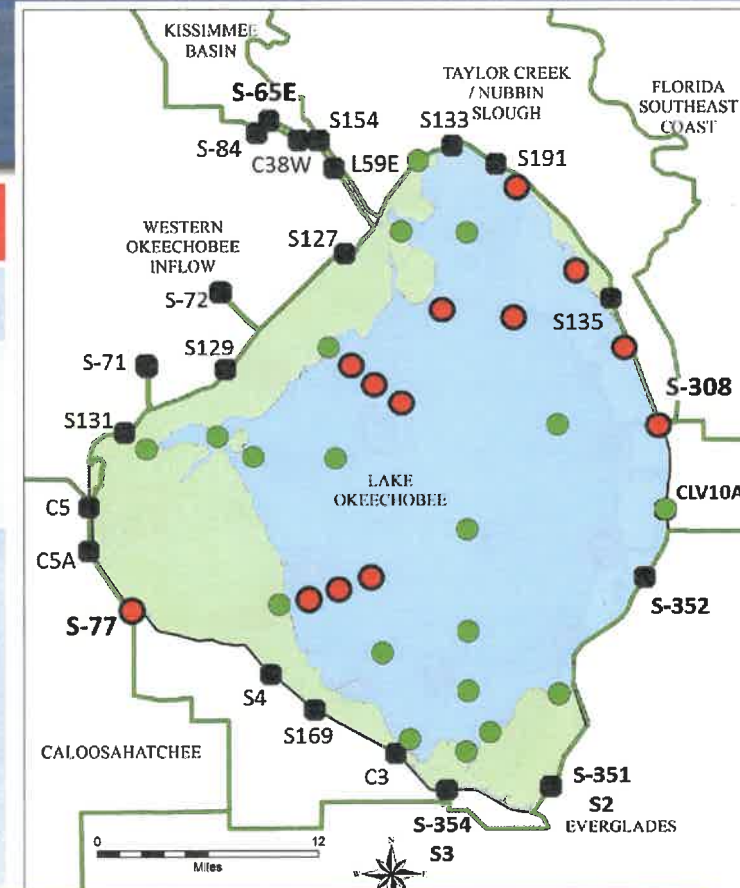 KISSIMMEE
BASIN
S-65E
TAYLOR CREEK
/ NUBBIN
SLOUGH
FLORIDA
SOUTHEAST
COAST
S154
S133
S-84
C38W
L59E
S191
WESTERN
OKEECHOBEE
INFLOW
S127
S-72
S135
S-71
S129
S-308
S131
LAKE
OKEECHOBEE
CLV10A
C5
C5A
S-352
S-77
S4
S169
CALOOSAHATCHEE
C3
S-351
S2
EVERGLADES
S-354
S3
0 12
Miles
N
W E